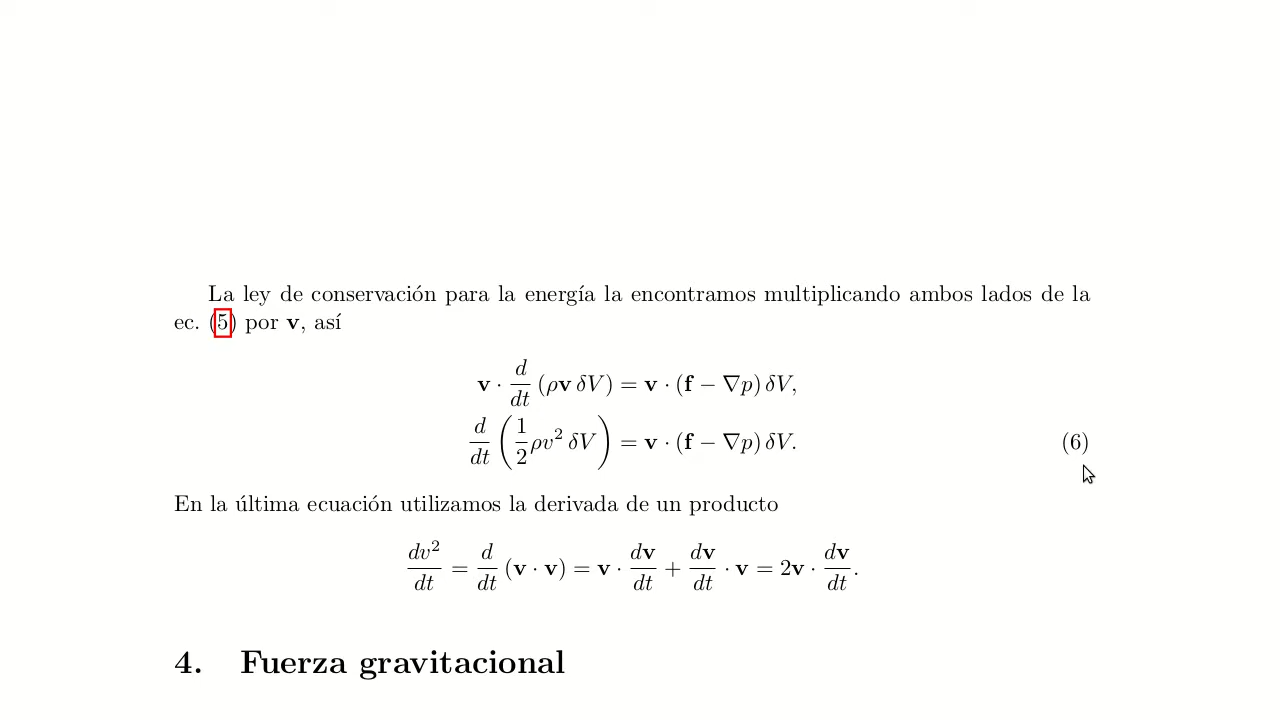 La ley de conservación para la energía la encontramos multiplicando ambos lados de la
ec. (5) por v, así
v · d/dt (ρv δV) = v · (f − ∇p) δV,
d/dt (1/2 ρv² δV) = v · (f − ∇p) δV. (6)
En la última ecuación utilizamos la derivada de un producto
dv²/dt = d/dt (v · v) = v · dv/dt + dv/dt · v = 2v · dv/dt.
4. Fuerza gravitacional